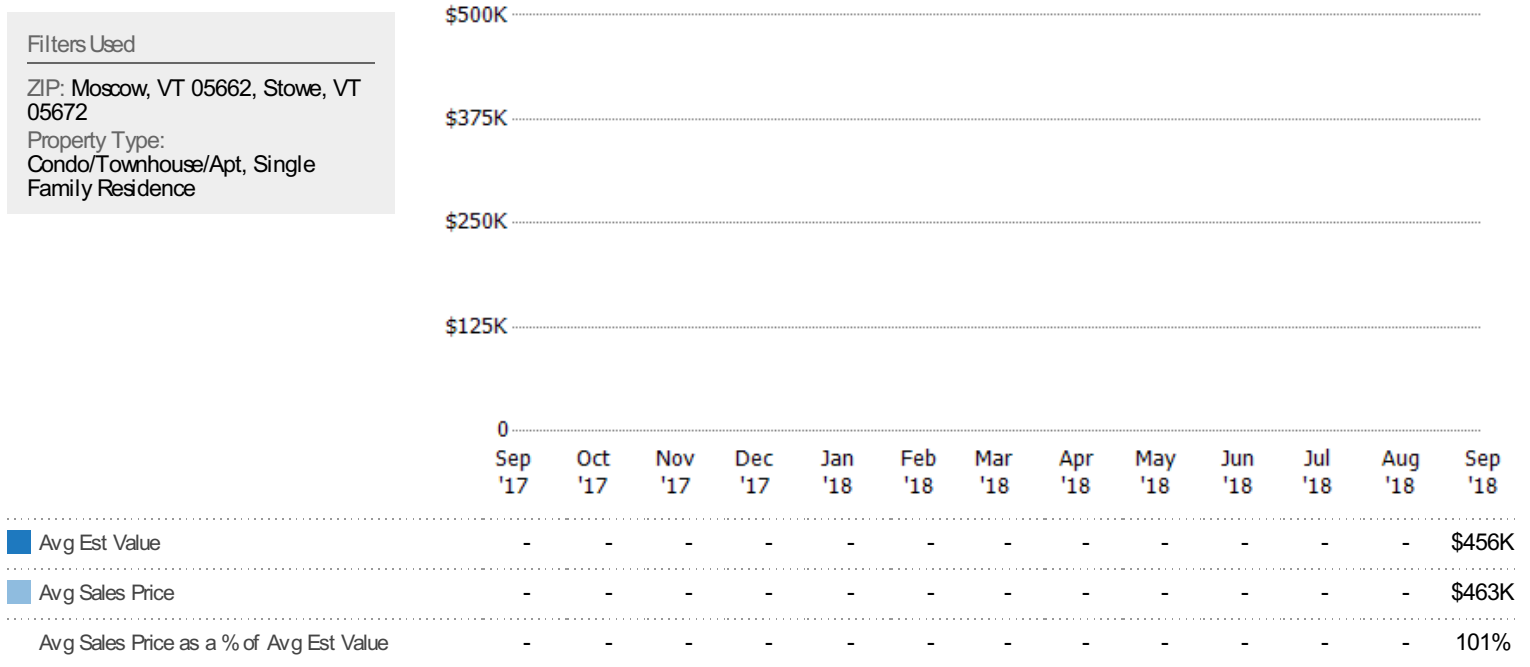 Filters Used
ZIP: Moscow, VT 05662, Stowe, VT
05672
Property Type:
Condo/Townhouse/Apt, Single
Family Residence
$500K
$375K
$250K
$125K
0
Sep Oct Nov Dec Jan Feb Mar Apr May Jun Jul Aug Sep
'17 '17 '17 '17 '18 '18 '18 '18 '18 '18 '18 '18 '18
Avg Est Value - - - - - - - - - - - - $456K
Avg Sales Price - - - - - - - - - - - - $463K
Avg Sales Price as a % of Avg Est Value - - - - - - - - - - - - 101%